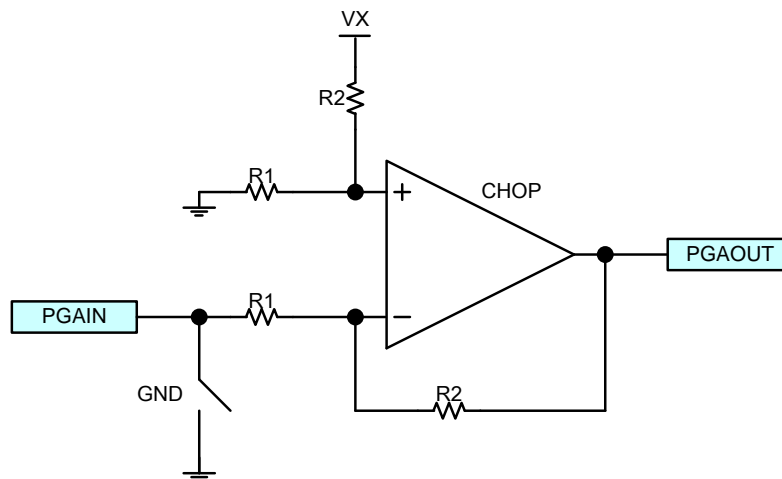 VX
R2
R1
CHOP
PGAOUT
R1
PGAIN
GND
R2